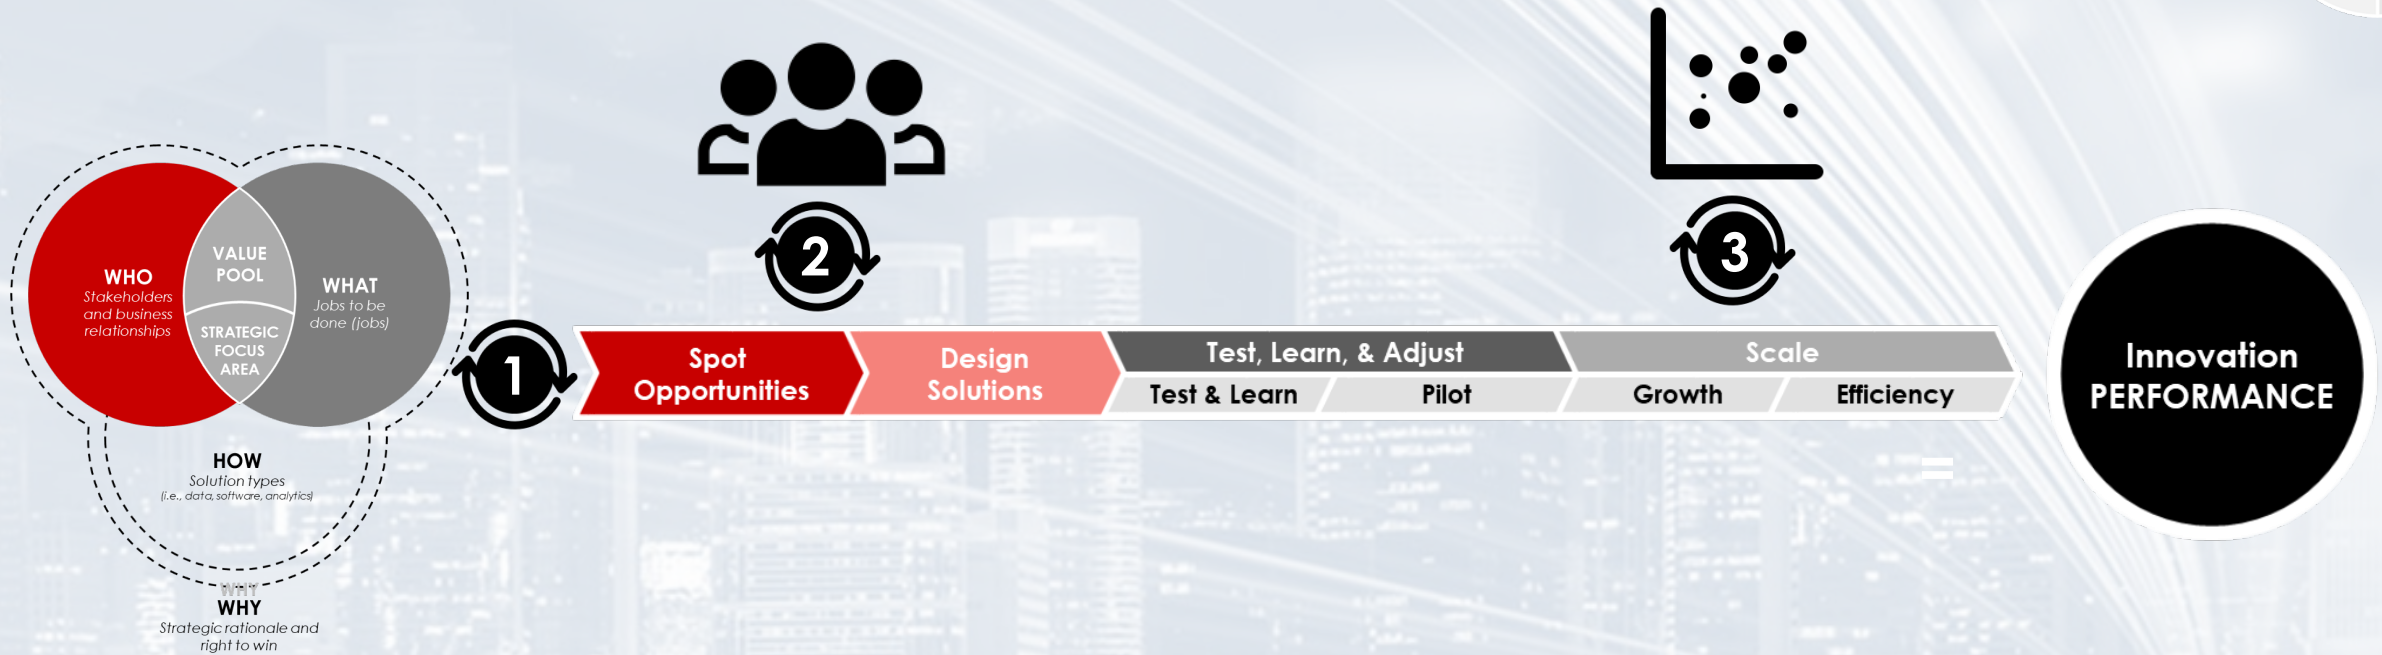 WHO
Stakeholders
and business
relationships
VALUE
POOL
STRATEGIC
FOCUS
AREA
WHAT
Jobs to be
done (jobs)
HOW
Solution types
(i.e., data, software, analytics)
WHY
WHY
Strategic rationale and
right to win
1
2
3
Spot
Opportunities
Design
Solutions
Test, Learn, & Adjust
Test & Learn
Pilot
Scale
Growth
Efficiency
=
Innovation
PERFORMANCE